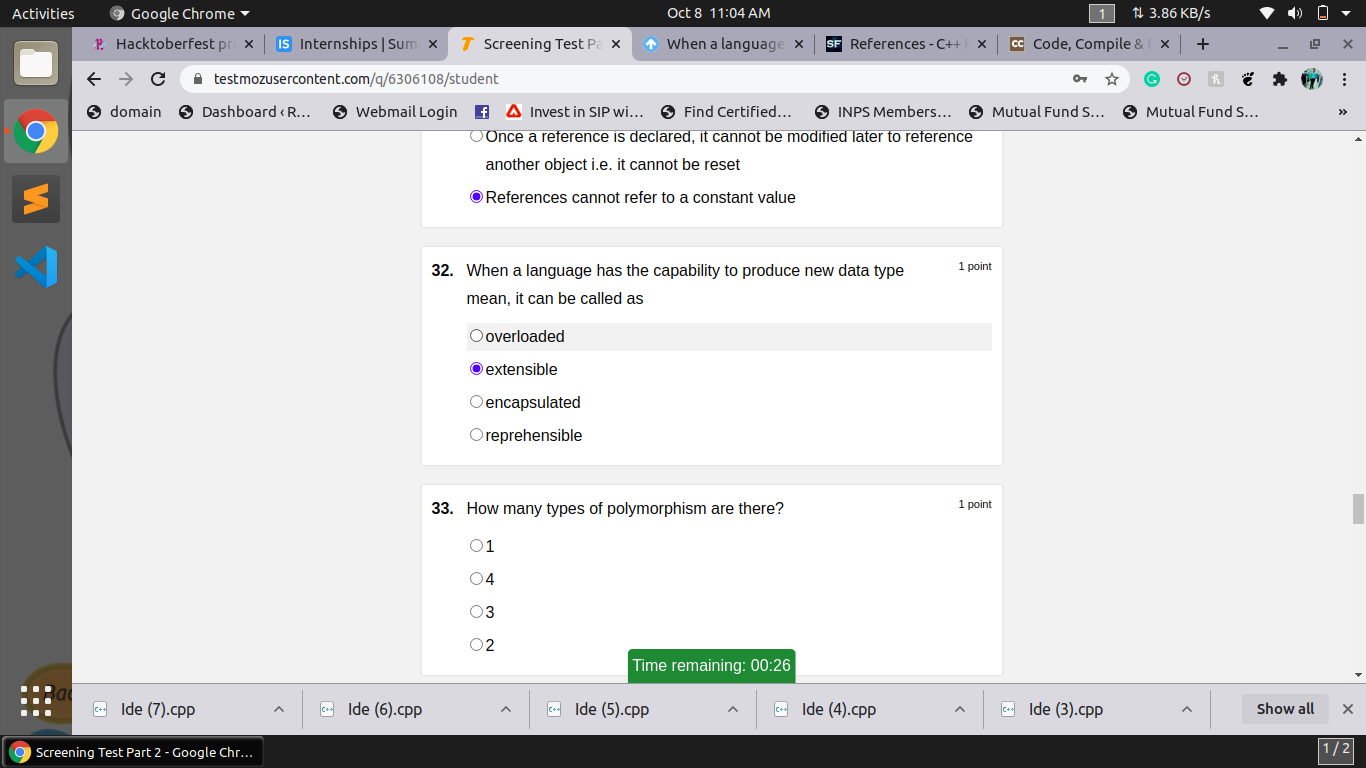 Activities Google Chrome Oct 8 11:04 AM 1 3.86 KB/s
Hacktoberfest pr Internships | Sum Screening Test Pa When a language References - C++ Code, Compile &
testmozusercontent.com/q/6306108/student
domain Dashboard ‹ R... Webmail Login Invest in SIP wi... Find Certified... INPS Members... Mutual Fund S... Mutual Fund S... »
Once a reference is declared, it cannot be modified later to reference
another object i.e. it cannot be reset
References cannot refer to a constant value
32. When a language has the capability to produce new data type 1 point
mean, it can be called as
overloaded
extensible
encapsulated
reprehensible
33. How many types of polymorphism are there? 1 point
1
4
3
2
Time remaining: 00:26
Ide (7).cpp Ide (6).cpp Ide (5).cpp Ide (4).cpp Ide (3).cpp Show all
Screening Test Part 2 - Google Chr... 1 / 2